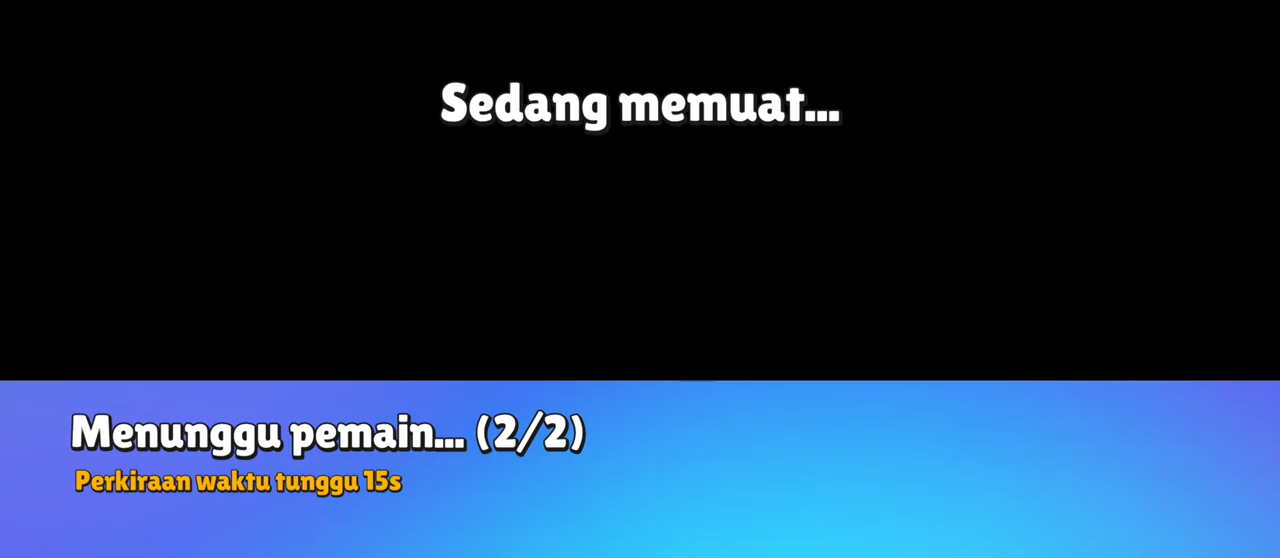 Sedang memuat...
Menunggu pemain... (2/2)
Perkiraan waktu tunggu 15s